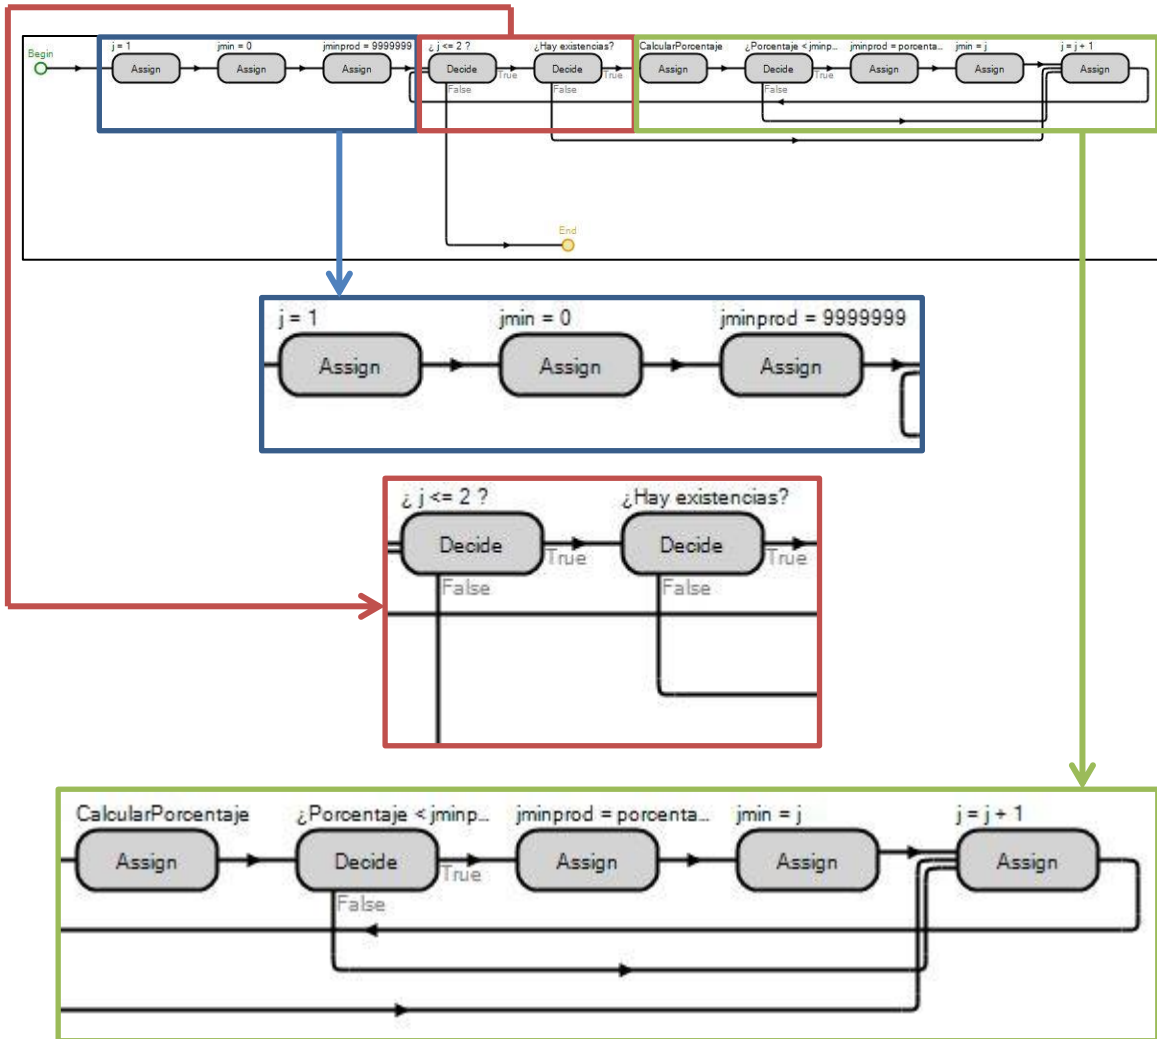 j = 1 jmin = 0 jminprod = 9999999 ¿ j <= 2 ? ¿Hay existencias? CalcularPorcentaje ¿Porcentaje < jminp... jminprod = porcenta... jmin = j j = j + 1
Begin
Assign Assign Assign Decide Decide Assign Decide Assign Assign Assign
True True True
False False False
End
j = 1 jmin = 0 jminprod = 9999999
Assign Assign Assign
¿ j <= 2 ? ¿Hay existencias?
Decide Decide
True True
False False
CalcularPorcentaje ¿Porcentaje < jminp... jminprod = porcenta... jmin = j j = j + 1
Assign Decide Assign Assign Assign
True
False